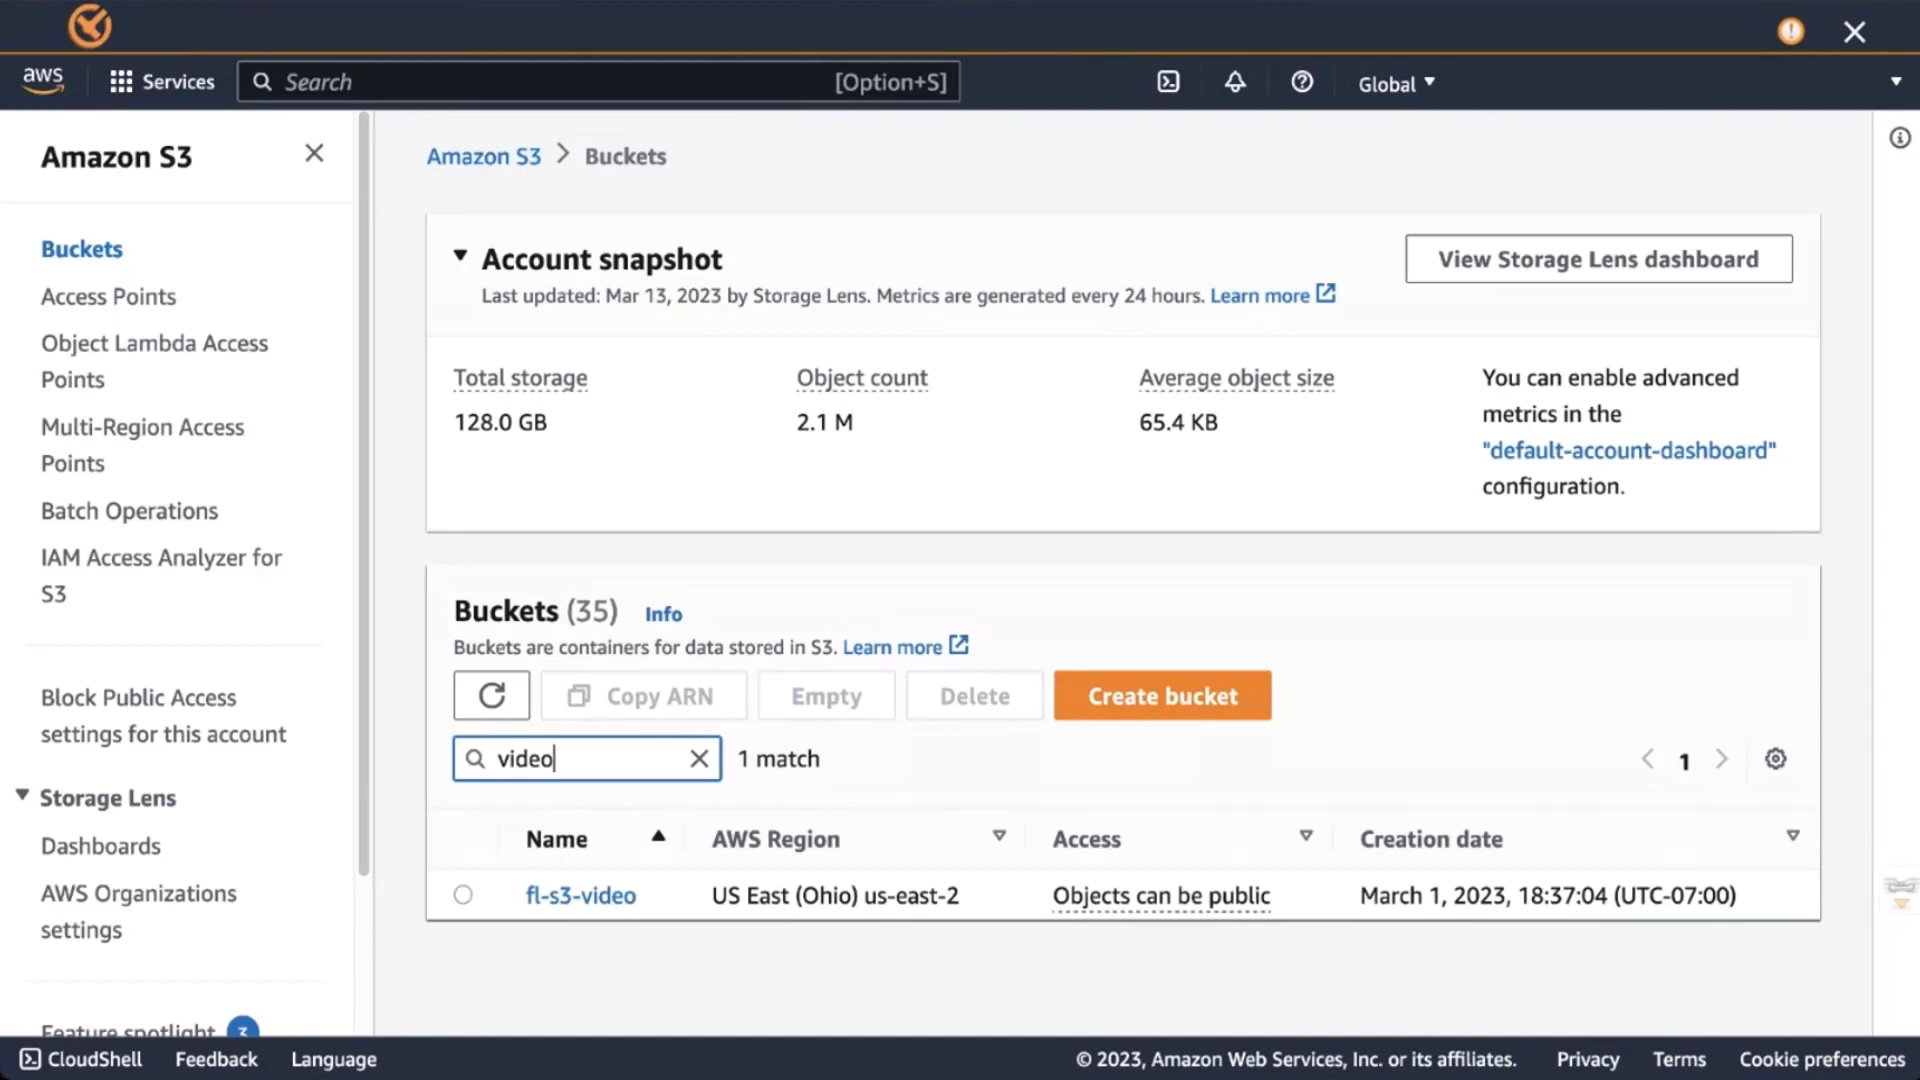 aws
Services
Search
[Option+S]
Global
Amazon S3
Buckets
Access Points
Object Lambda Access
Points
Multi-Region Access
Points
Batch Operations
IAM Access Analyzer for
S3
Block Public Access
settings for this account
Storage Lens
Dashboards
AWS Organizations
settings
Feature spotlight 3
Amazon S3 > Buckets
Account snapshot
Last updated: Mar 13, 2023 by Storage Lens. Metrics are generated every 24 hours. Learn more
View Storage Lens dashboard
Total storage
128.0 GB
Object count
2.1 M
Average object size
65.4 KB
You can enable advanced
metrics in the
"default-account-dashboard"
configuration.
Buckets (35) Info
Buckets are containers for data stored in S3. Learn more
Copy ARN
Empty
Delete
Create bucket
video
1 match
1
Name AWS Region Access Creation date
fl-s3-video US East (Ohio) us-east-2 Objects can be public March 1, 2023, 18:37:04 (UTC-07:00)
CloudShell Feedback Language © 2023, Amazon Web Services, Inc. or its affiliates. Privacy Terms Cookie preferences